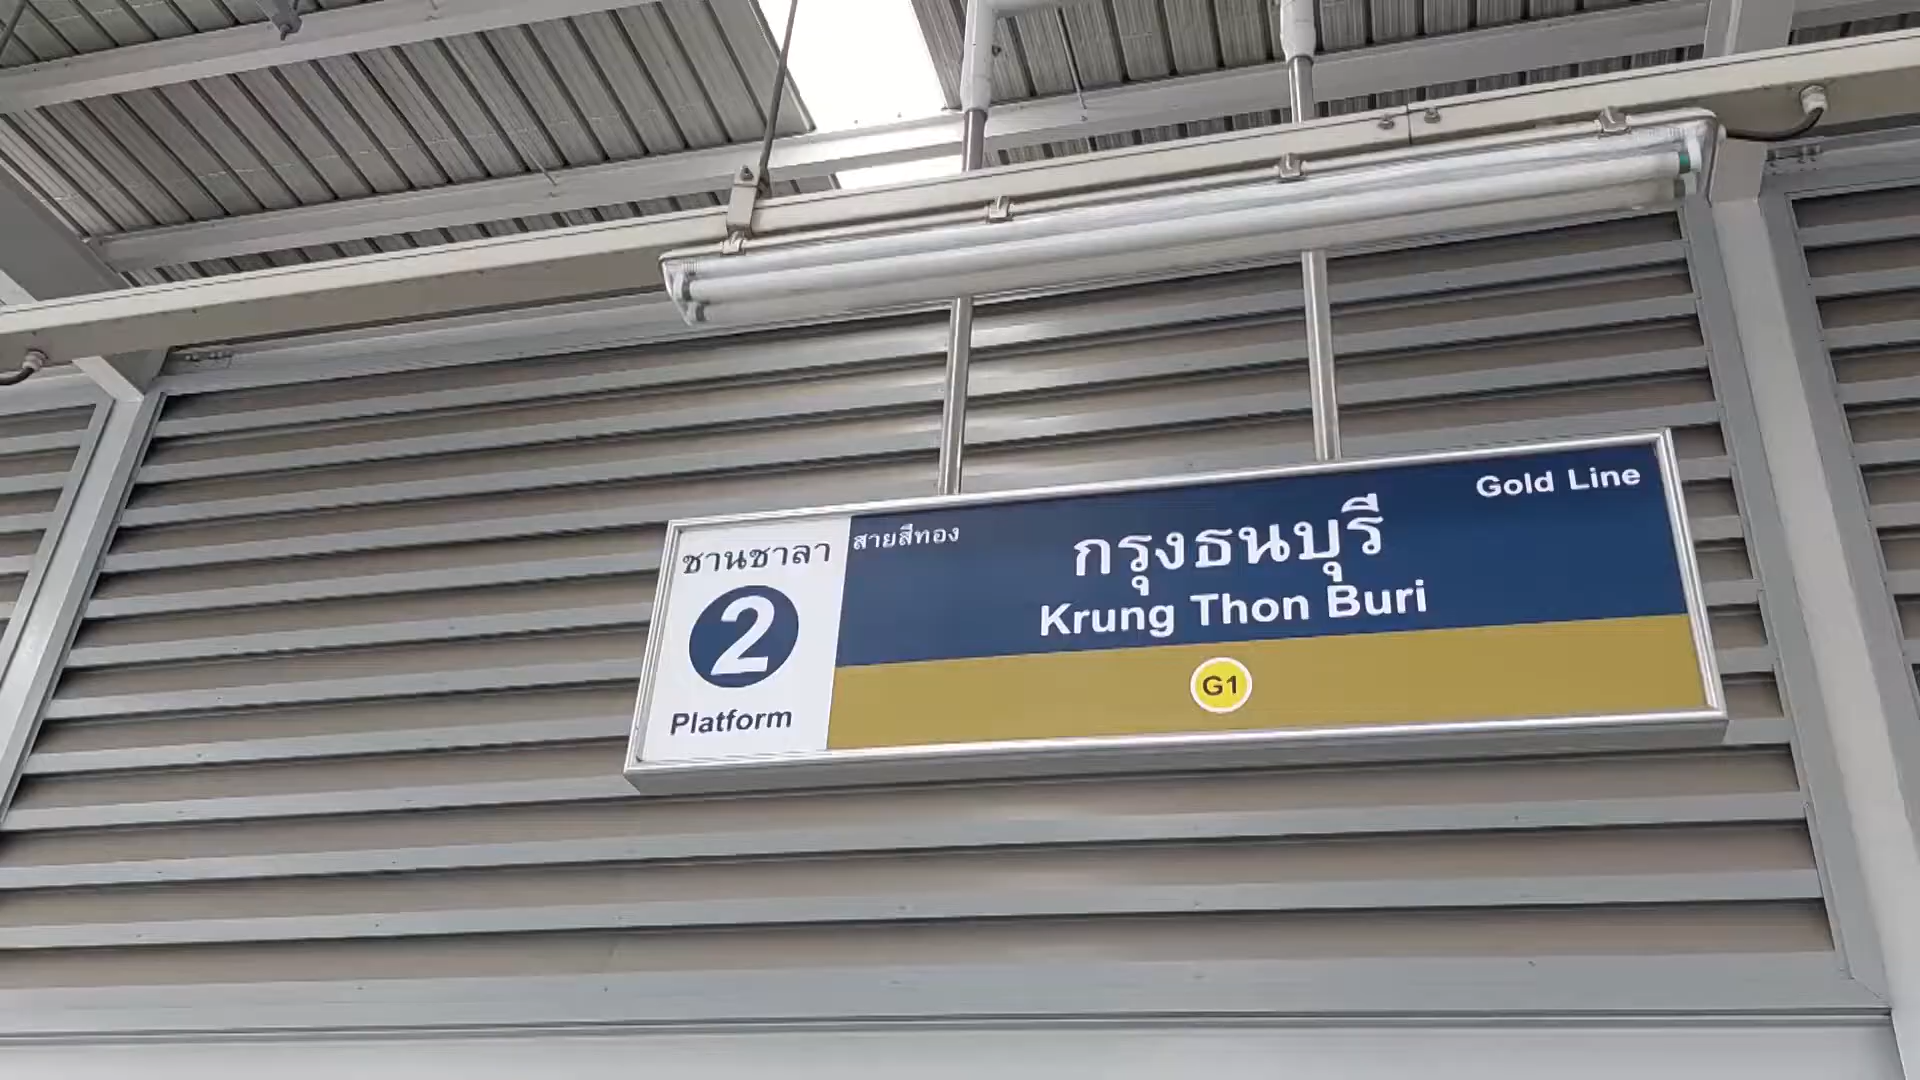 ชานชาลา
2
Platform
สายสีทอง
Gold Line
กรุงธนบุรี
Krung Thon Buri
G1